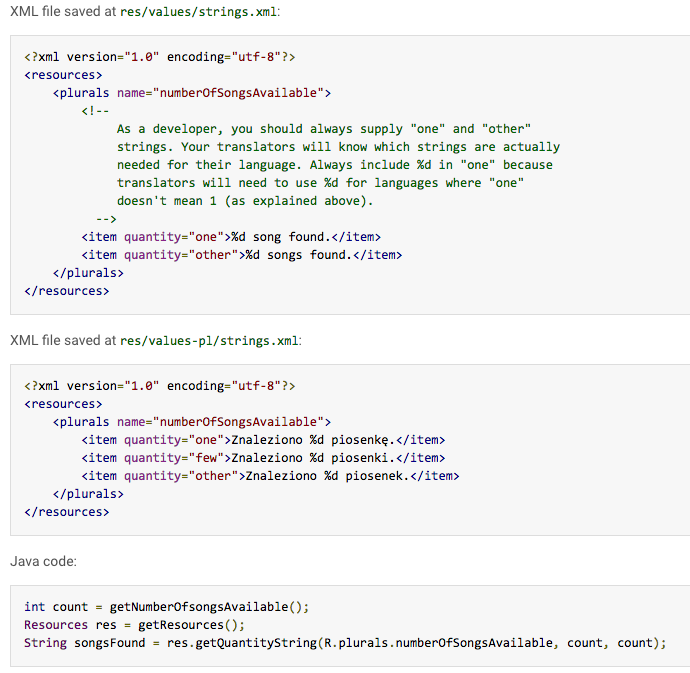 XML file saved at res/values/strings.xml:
<?xml version="1.0" encoding="utf-8"?>
<resources>
    <plurals name="numberOfSongsAvailable">
        <!--
             As a developer, you should always supply "one" and "other"
             strings. Your translators will know which strings are actually
             needed for their language. Always include %d in "one" because
             translators will need to use %d for languages where "one"
             doesn't mean 1 (as explained above).
          -->
        <item quantity="one">%d song found.</item>
        <item quantity="other">%d songs found.</item>
    </plurals>
</resources>
XML file saved at res/values-pl/strings.xml:
<?xml version="1.0" encoding="utf-8"?>
<resources>
    <plurals name="numberOfSongsAvailable">
        <item quantity="one">Znaleziono %d piosenkę.</item>
        <item quantity="few">Znaleziono %d piosenki.</item>
        <item quantity="other">Znaleziono %d piosenek.</item>
    </plurals>
</resources>
Java code:
int count = getNumberOfsongsAvailable();
Resources res = getResources();
String songsFound = res.getQuantityString(R.plurals.numberOfSongsAvailable, count, count);